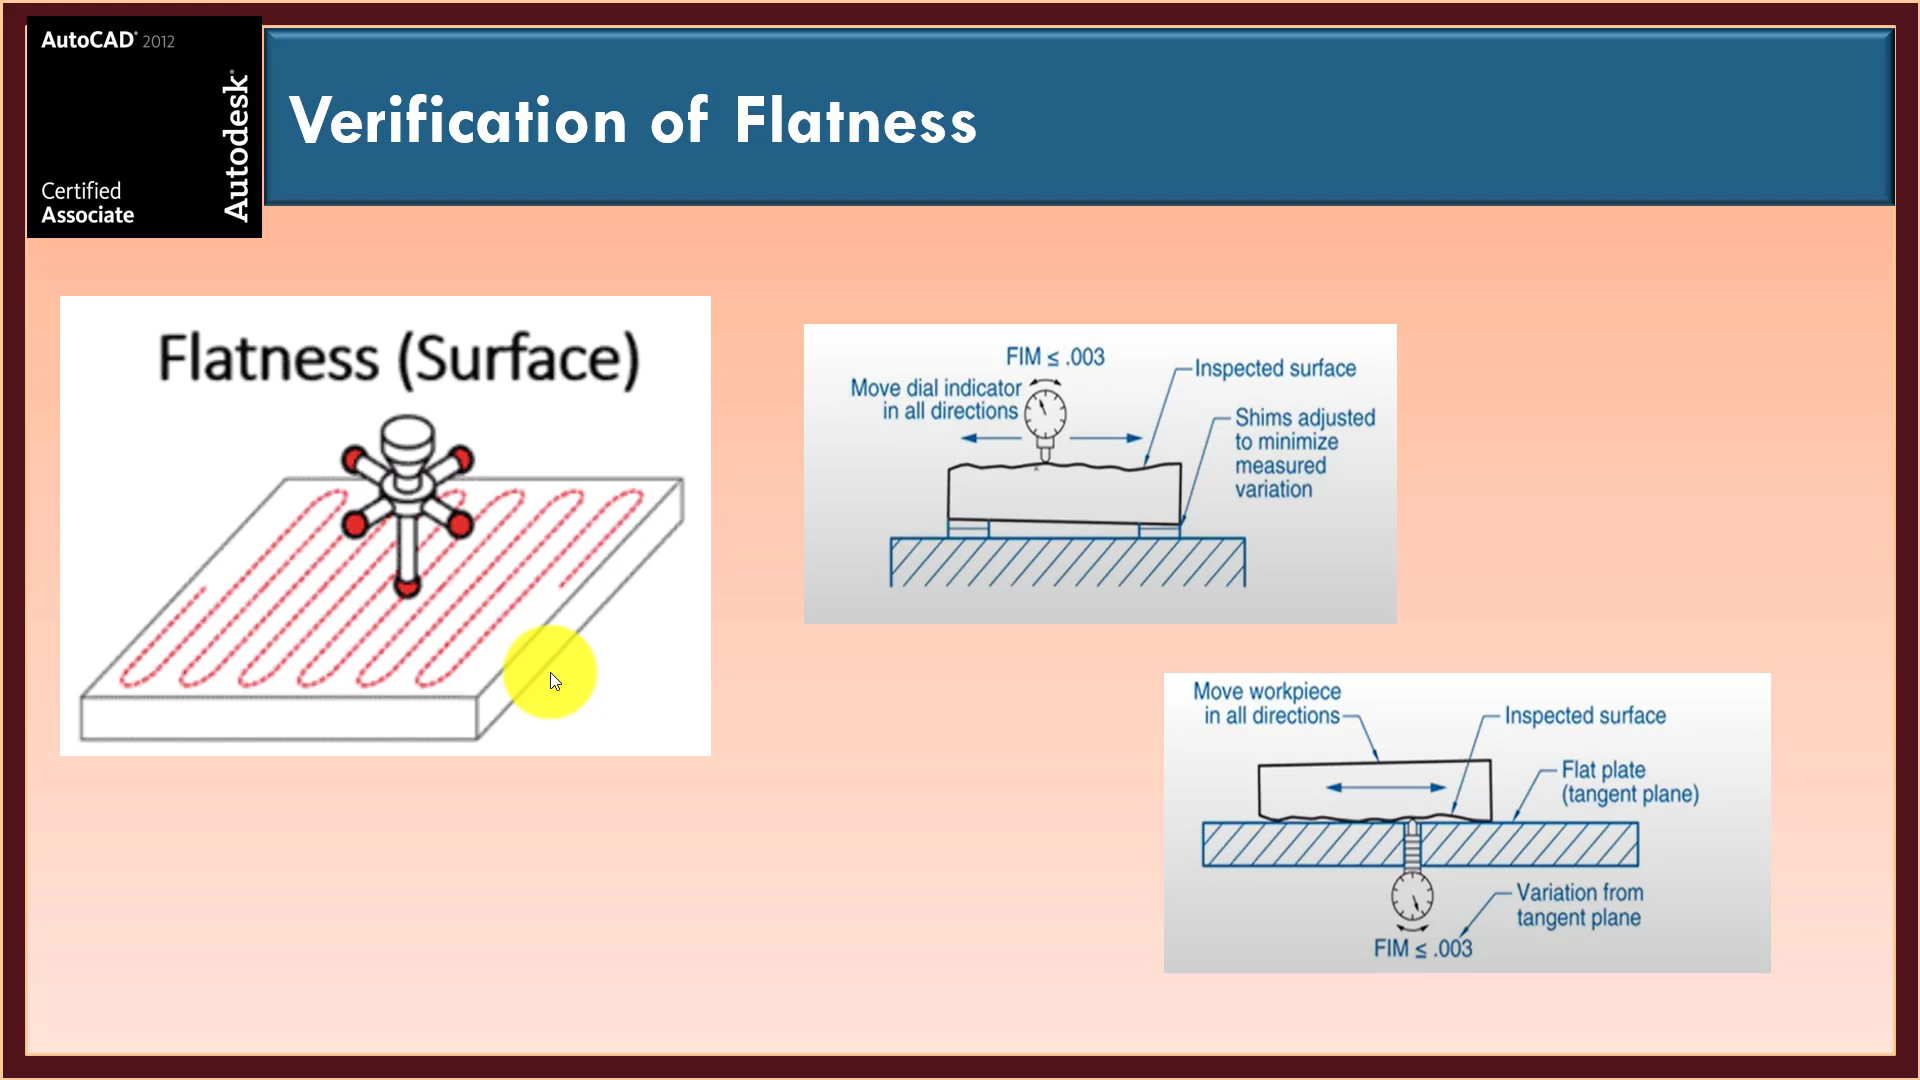 AutoCAD® 2012
Autodesk®
Certified
Associate
Verification of Flatness
Flatness (Surface)
FIM ≤ .003
Move dial indicator
in all directions
Inspected surface
Shims adjusted
to minimize
measured
variation
Move workpiece
in all directions
Inspected surface
Flat plate
(tangent plane)
Variation from
tangent plane
FIM ≤ .003